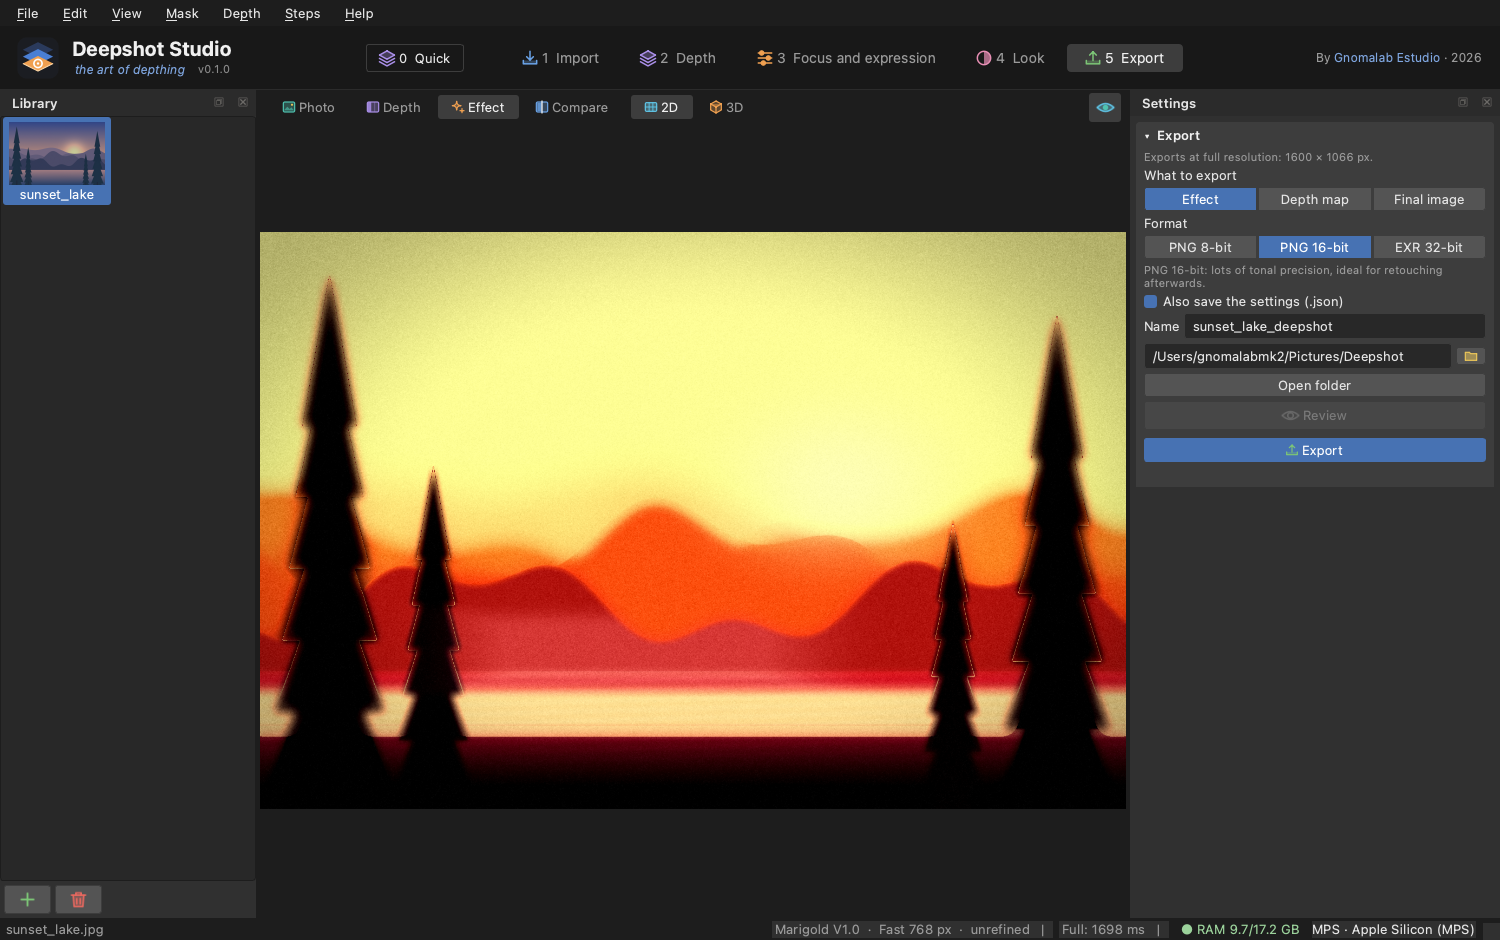 File Edit View Mask Depth Steps Help
Deepshot Studio
the art of depthing v0.1.0
0 Quick
1 Import
2 Depth
3 Focus and expression
4 Look
5 Export
By Gnomalab Estudio · 2026
Library
sunset_lake
Photo Depth Effect Compare 2D 3D
Settings
Export
Exports at full resolution: 1600 × 1066 px.
What to export
Effect Depth map Final image
Format
PNG 8-bit PNG 16-bit EXR 32-bit
PNG 16-bit: lots of tonal precision, ideal for retouching
afterwards.
Also save the settings (.json)
Name sunset_lake_deepshot
/Users/gnomalabmk2/Pictures/Deepshot
Open folder
Review
Export
sunset_lake.jpg
Marigold V1.0 · Fast 768 px · unrefined | Full: 1698 ms | RAM 9.7/17.2 GB MPS · Apple Silicon (MPS)